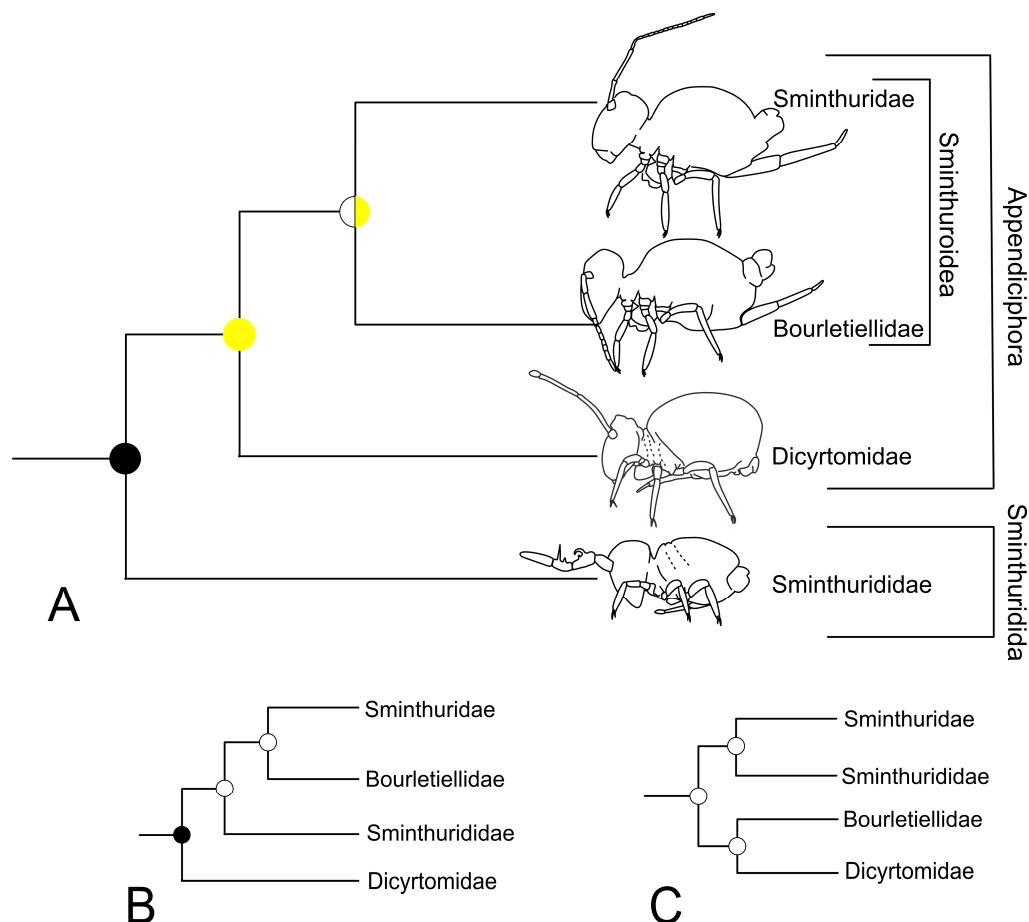 Sminthuridae
Sminthuroidea
Appendiciphora
Bourletiellidae
Dicyrtomidae
Sminthurididae
Sminthuridida
A
Sminthuridae
Bourletiellidae
Sminthurididae
Dicyrtomidae
B
Sminthuridae
Sminthurididae
Bourletiellidae
Dicyrtomidae
C